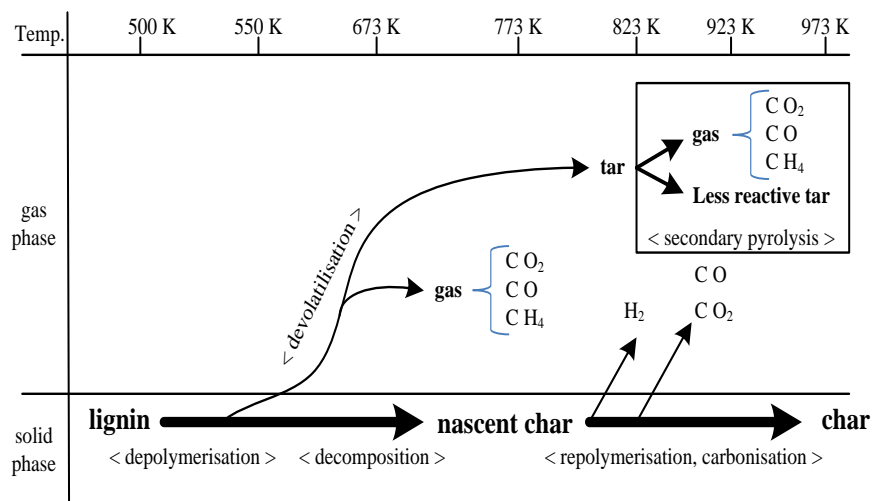 Temp. 500 K 550 K 673 K 773 K 823 K 923 K 973 K
gas phase
< devolatilisation >
gas
C O2
C O
C H4
tar
gas
C O2
C O
C H4
Less reactive tar
< secondary pyrolysis >
H2
C O
C O2
solid phase
lignin nascent char char
< depolymerisation > < decomposition > < repolymerisation, carbonisation >